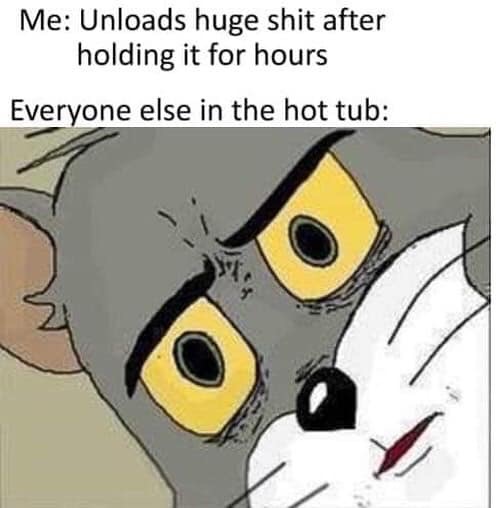 Me: Unloads huge shit after
holding it for hours
Everyone else in the hot tub: